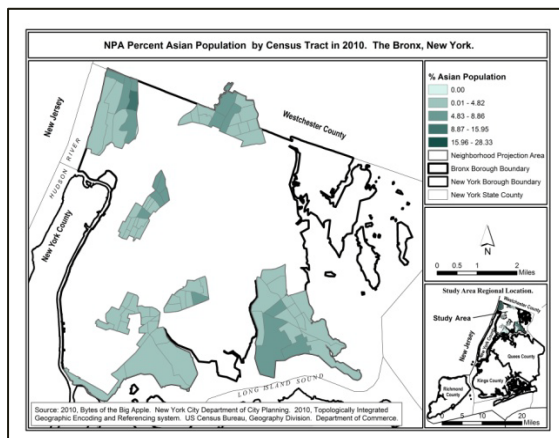 NPA Percent Asian Population by Census Tract in 2010. The Bronx, New York.
New Jersey
Westchester County
HUDSON RIVER
New York County
LONG ISLAND SOUND
Source: 2010, Bytes of the Big Apple. New York City Department of City Planning. 2010, Topologically Integrated
Geographic Encoding and Referencing system. US Census Bureau, Geography Division. Department of Commerce.
% Asian Population
0.00
0.01 - 4.82
4.83 - 8.86
8.87 - 15.95
15.96 - 28.33
Neighborhood Projection Area
Bronx Borough Boundary
New York Borough Boundary
New York State County
N
0 0.5 1 2
Miles
Study Area Regional Location.
Westchester County
Study Area
New Jersey
Queens County
Kings County
Richmond
County
0 10 20
Miles